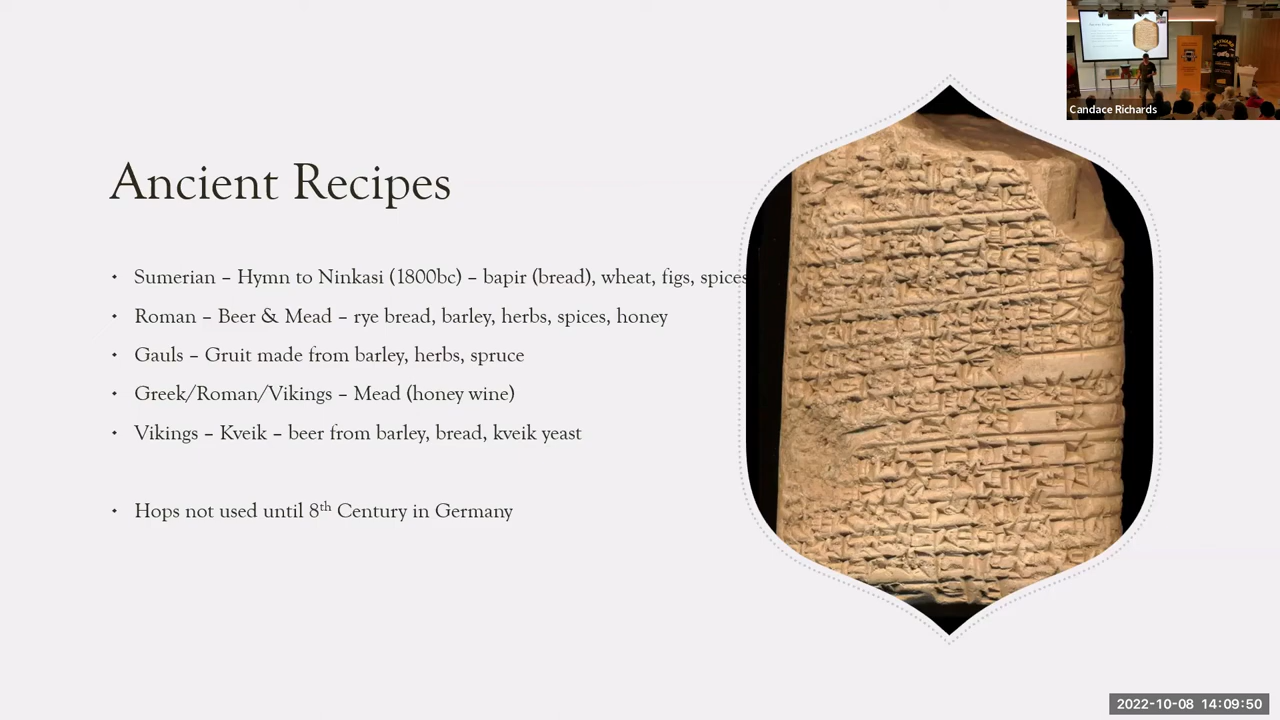 Candace Richards
Ancient Recipes
Sumerian – Hymn to Ninkasi (1800bc) – bapir (bread), wheat, figs, spices
Roman – Beer & Mead – rye bread, barley, herbs, spices, honey
Gauls – Gruit made from barley, herbs, spruce
Greek/Roman/Vikings – Mead (honey wine)
Vikings – Kveik – beer from barley, bread, kveik yeast
Hops not used until 8th Century in Germany
2022-10-08 14:09:50